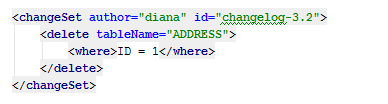 <changeSet author="diana" id="changelog-3.2">
<delete tableName="ADDRESS">
<where>ID = 1</where>
</delete>
</changeSet>